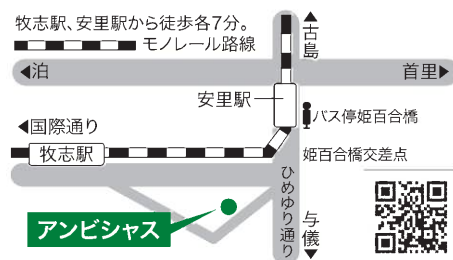 牧志駅、安里駅から徒歩各7分。
モノレール路線
▲古島
◀泊
首里▶
安里駅
バス停姫百合橋
◀国際通り
牧志駅
姫百合橋交差点
ひめゆり通り
与儀▼
アンビシャス